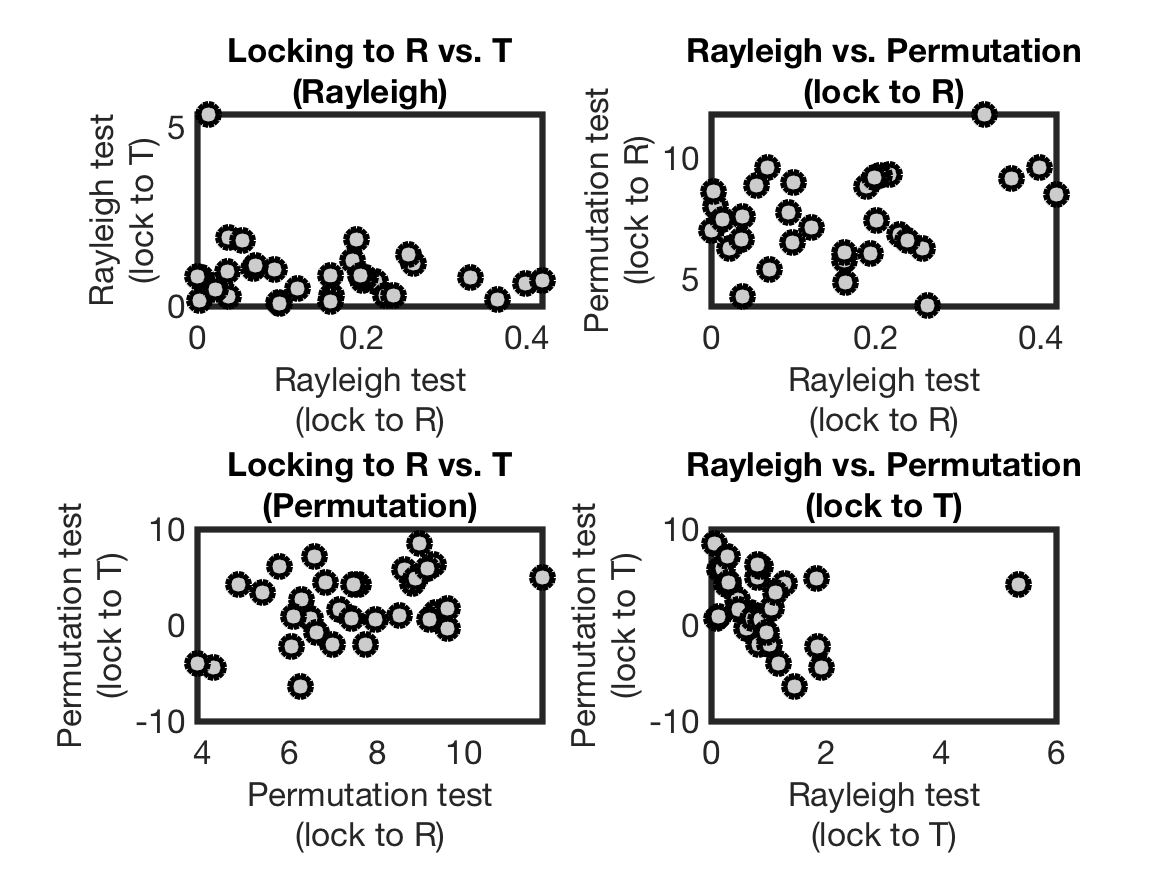 Locking to R vs. T
(Rayleigh)
Rayleigh test
(lock to T)
5
0
0
0.2
0.4
Rayleigh test
(lock to R)
Rayleigh vs. Permutation
(lock to R)
Permutation test
(lock to R)
10
5
0
0.2
0.4
Rayleigh test
(lock to R)
Locking to R vs. T
(Permutation)
Permutation test
(lock to T)
10
0
-10
4
6
8
10
Permutation test
(lock to R)
Rayleigh vs. Permutation
(lock to T)
Permutation test
(lock to T)
10
0
-10
0
2
4
6
Rayleigh test
(lock to T)